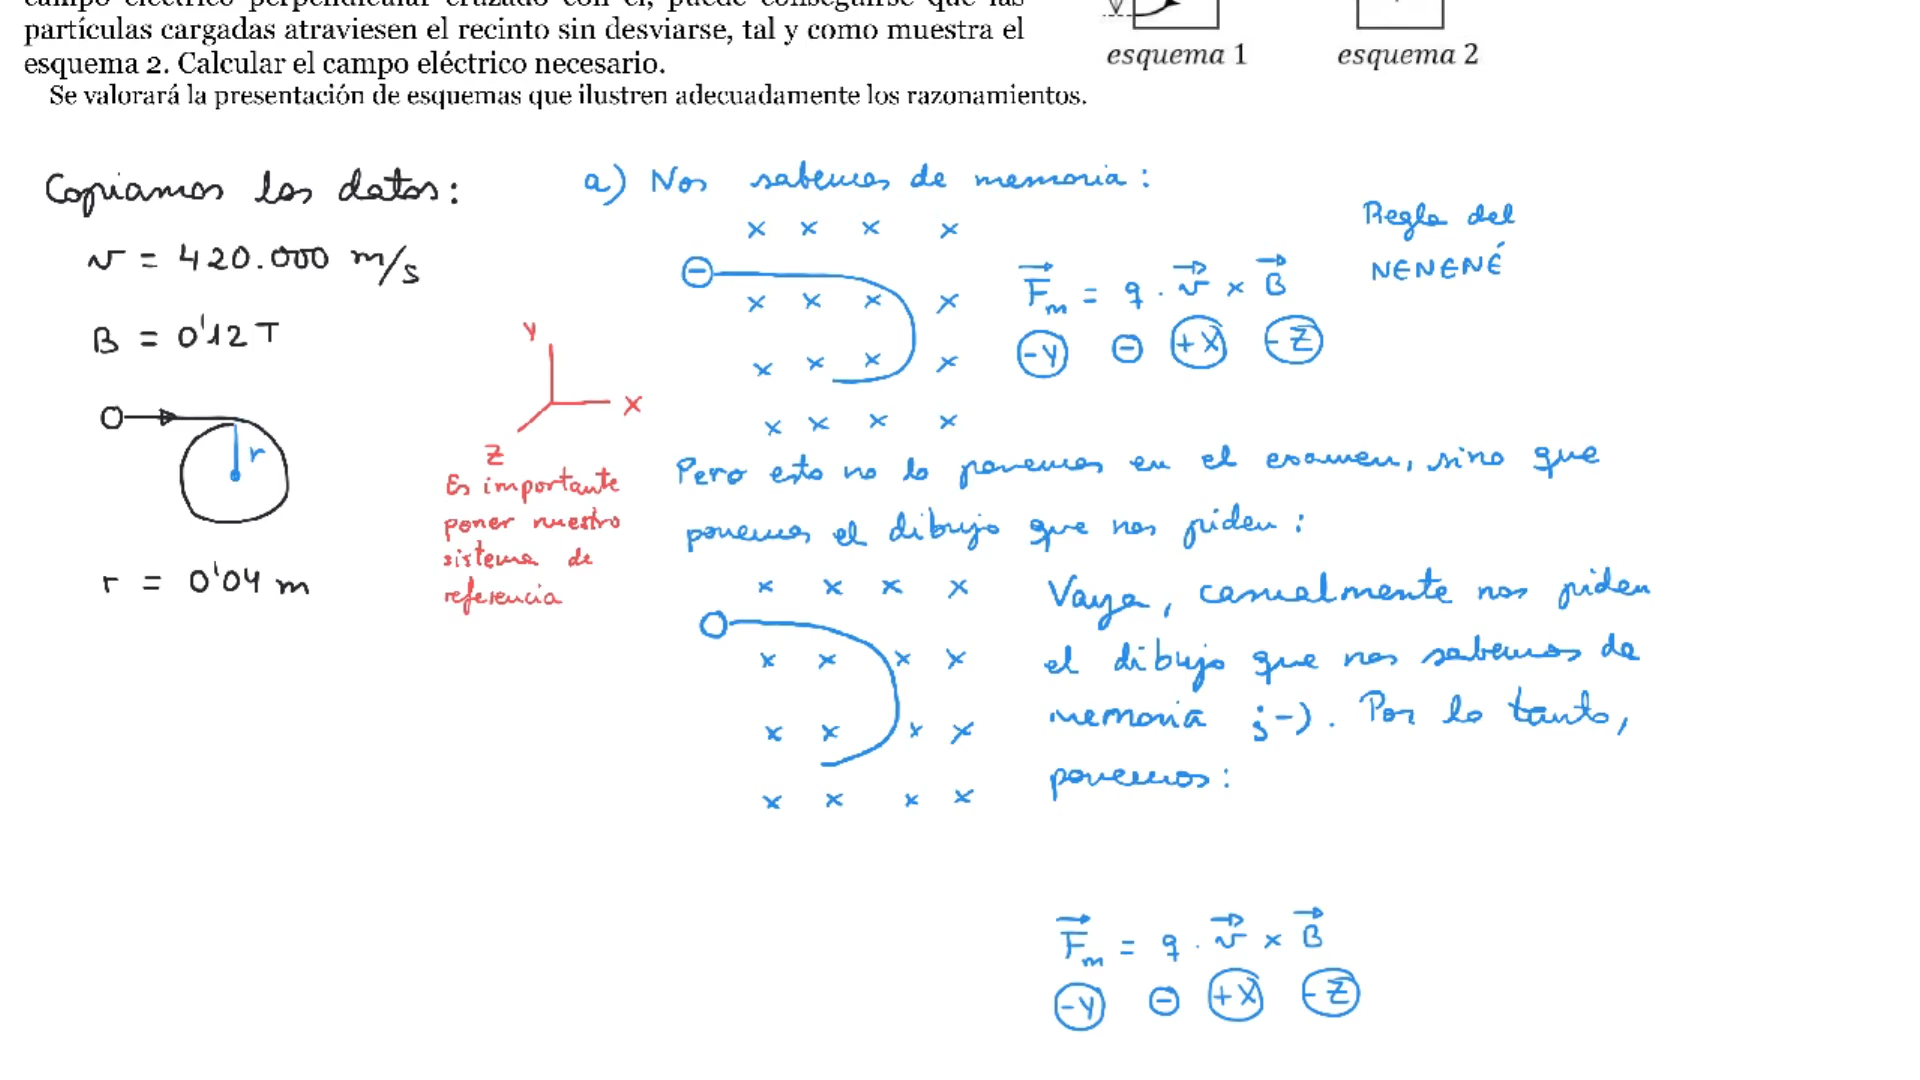 campo eléctrico perpendicular cruzado con él, puede conseguirse que las
partículas cargadas atraviesen el recinto sin desviarse, tal y como muestra el
esquema 2. Calcular el campo eléctrico necesario.
Se valorará la presentación de esquemas que ilustren adecuadamente los razonamientos.
v
esquema 1
esquema 2
Copiamos los datos:
v = 420.000 m/s
B = 0'12 T
r
r = 0'04 m
Y
X
Z
Es importante
poner nuestro
sistema de
referencia
a) Nos sabemos de memoria:
x x x x
⊖
x x x x
x x x x
x x x x
F⃗m = q · v⃗ x B⃗
-Y ⊖ +X -Z
Regla del
NENENÉ
Pero esto no lo ponemos en el examen, sino que
ponemos el dibujo que nos piden:
x x x x
x x x x
x x x x
x x x x
Vaya, casualmente nos piden
el dibujo que nos sabemos de
memoria ;-). Por lo tanto,
ponemos:
F⃗m = q · v⃗ x B⃗
-Y ⊖ +X -Z